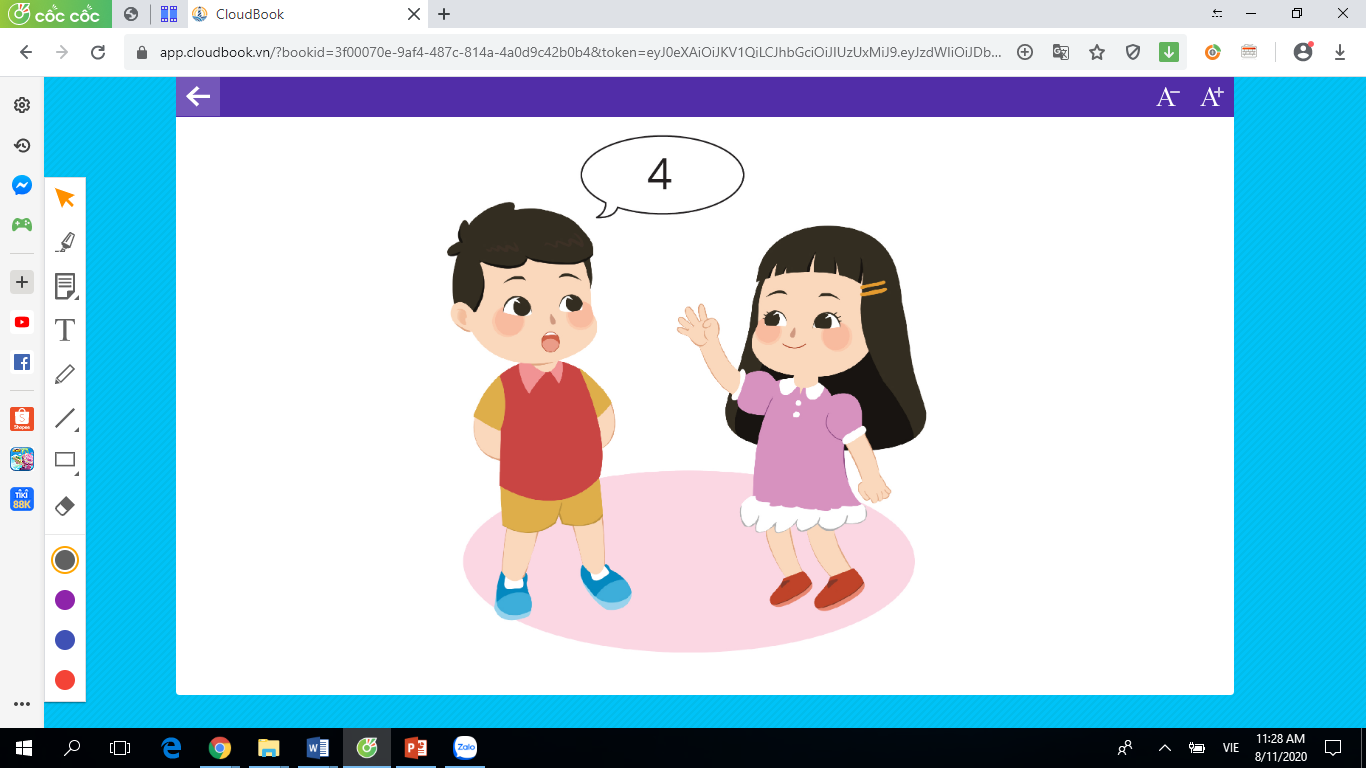 cốc cốc
CloudBook
app.cloudbook.vn/?bookid=3f00070e-9af4-487c-814a-4a0d9c42b0b4&token=eyJ0eXAiOiJKV1QiLCJhbGciOiJIUzUxMiJ9.eyJzdWIiOiJDb...
A- A+
4
T
Shopee
TIKI
88K
Zalo
VIE
11:28 AM
8/11/2020